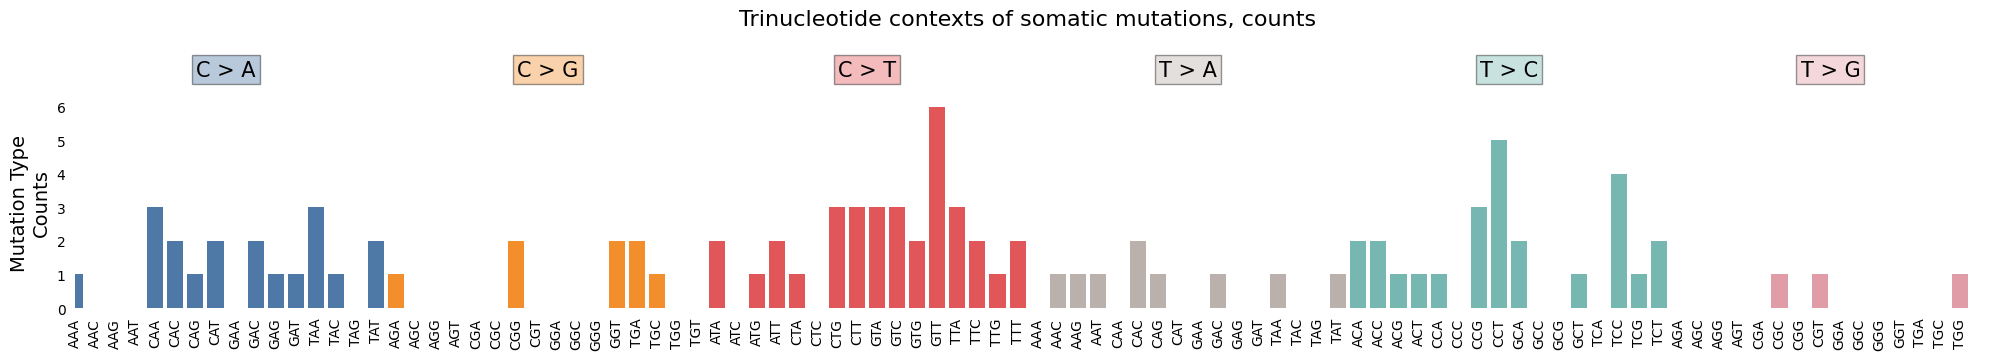 Trinucleotide contexts of somatic mutations, counts
C > A
C > G
C > T
T > A
T > C
T > G
Mutation Type
Counts
6
5
4
3
2
1
0
AAA
AAC
AAG
AAT
CAA
CAC
CAG
CAT
GAA
GAC
GAG
GAT
TAA
TAC
TAG
TAT
AGA
AGC
AGG
AGT
CGA
CGC
CGG
CGT
GGA
GGC
GGG
GGT
TGA
TGC
TGG
TGT
ATA
ATC
ATG
ATT
CTA
CTC
CTG
CTT
GTA
GTC
GTG
GTT
TTA
TTC
TTG
TTT
AAA
AAC
AAG
AAT
CAA
CAC
CAG
CAT
GAA
GAC
GAG
GAT
TAA
TAC
TAG
TAT
ACA
ACC
ACG
ACT
CCA
CCC
CCG
CCT
GCA
GCC
GCG
GCT
TCA
TCC
TCG
TCT
AGA
AGC
AGG
AGT
CGA
CGC
CGG
CGT
GGA
GGC
GGG
GGT
TGA
TGC
TGG